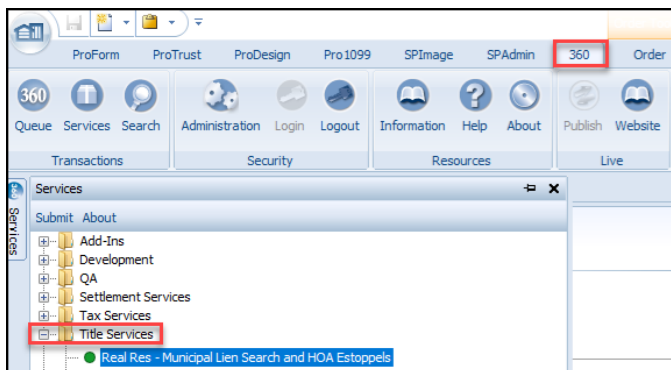 ProForm ProTrust ProDesign Pro1099 SPImage SPAdmin 360 Order
360
Queue Services Search Administration Login Logout Information Help About Publish Website
Transactions Security Resources Live
Services
Services
Submit About
Add-Ins
Development
QA
Settlement Services
Tax Services
Title Services
Real Res - Municipal Lien Search and HOA Estoppels